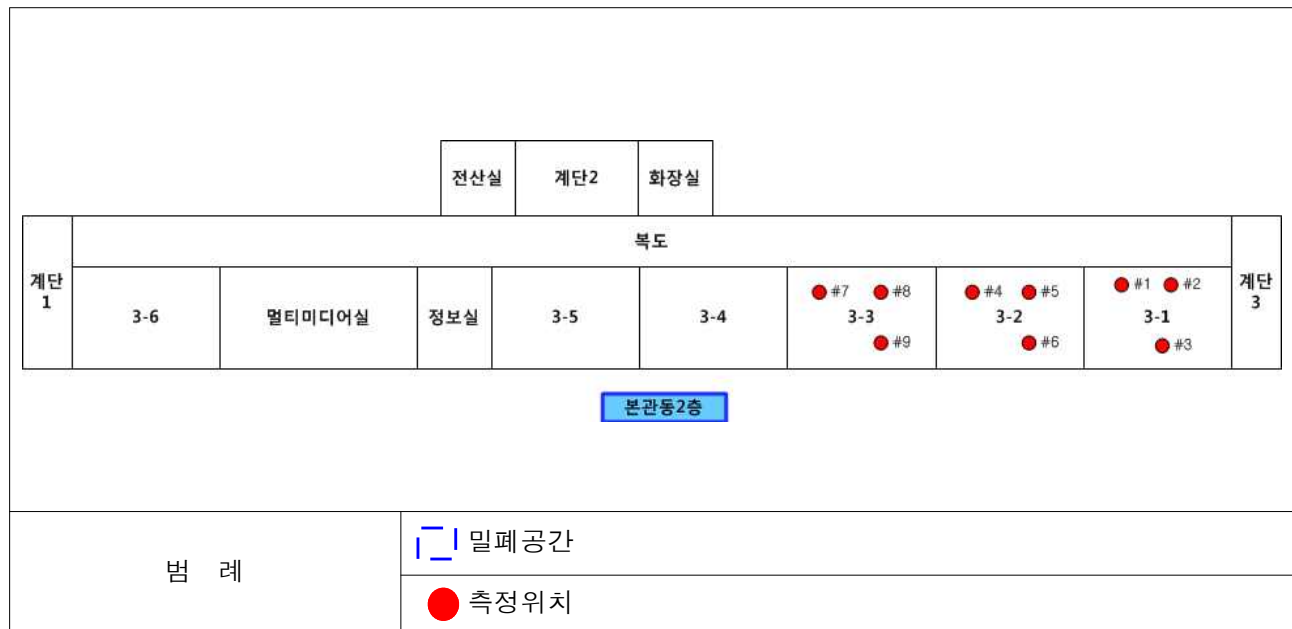 전산실 계단2 화장실
복도
계단
1
계단
3
#1 #2
#7 #8 #4 #5
3-6 멀티미디어실 정보실 3-5 3-4 3-3 3-2 3-1
#9 #6 #3
본관동2층
범 례
밀폐공간
측정위치